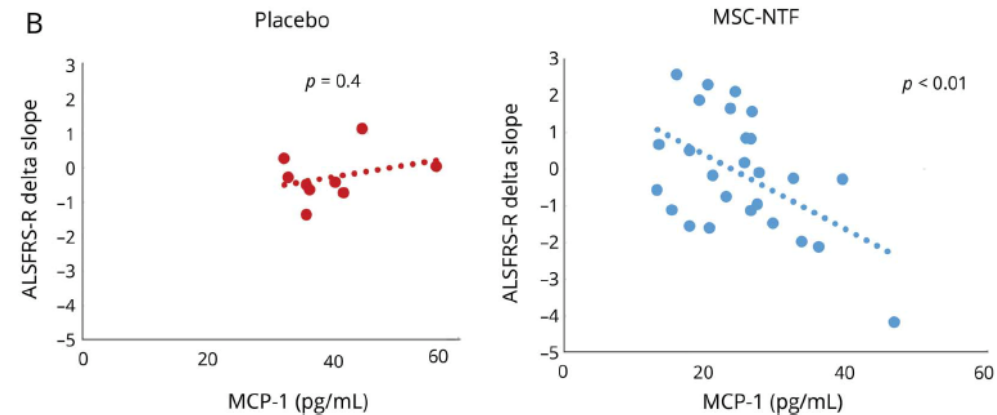 B
Placebo
p = 0.4
ALSFRS-R delta slope
3
2
1
0
–1
–2
–3
–4
–5
0 20 40 60
MCP-1 (pg/mL)
MSC-NTF
p < 0.01
ALSFRS-R delta slope
3
2
1
0
–1
–2
–3
–4
–5
0 20 40 60
MCP-1 (pg/mL)